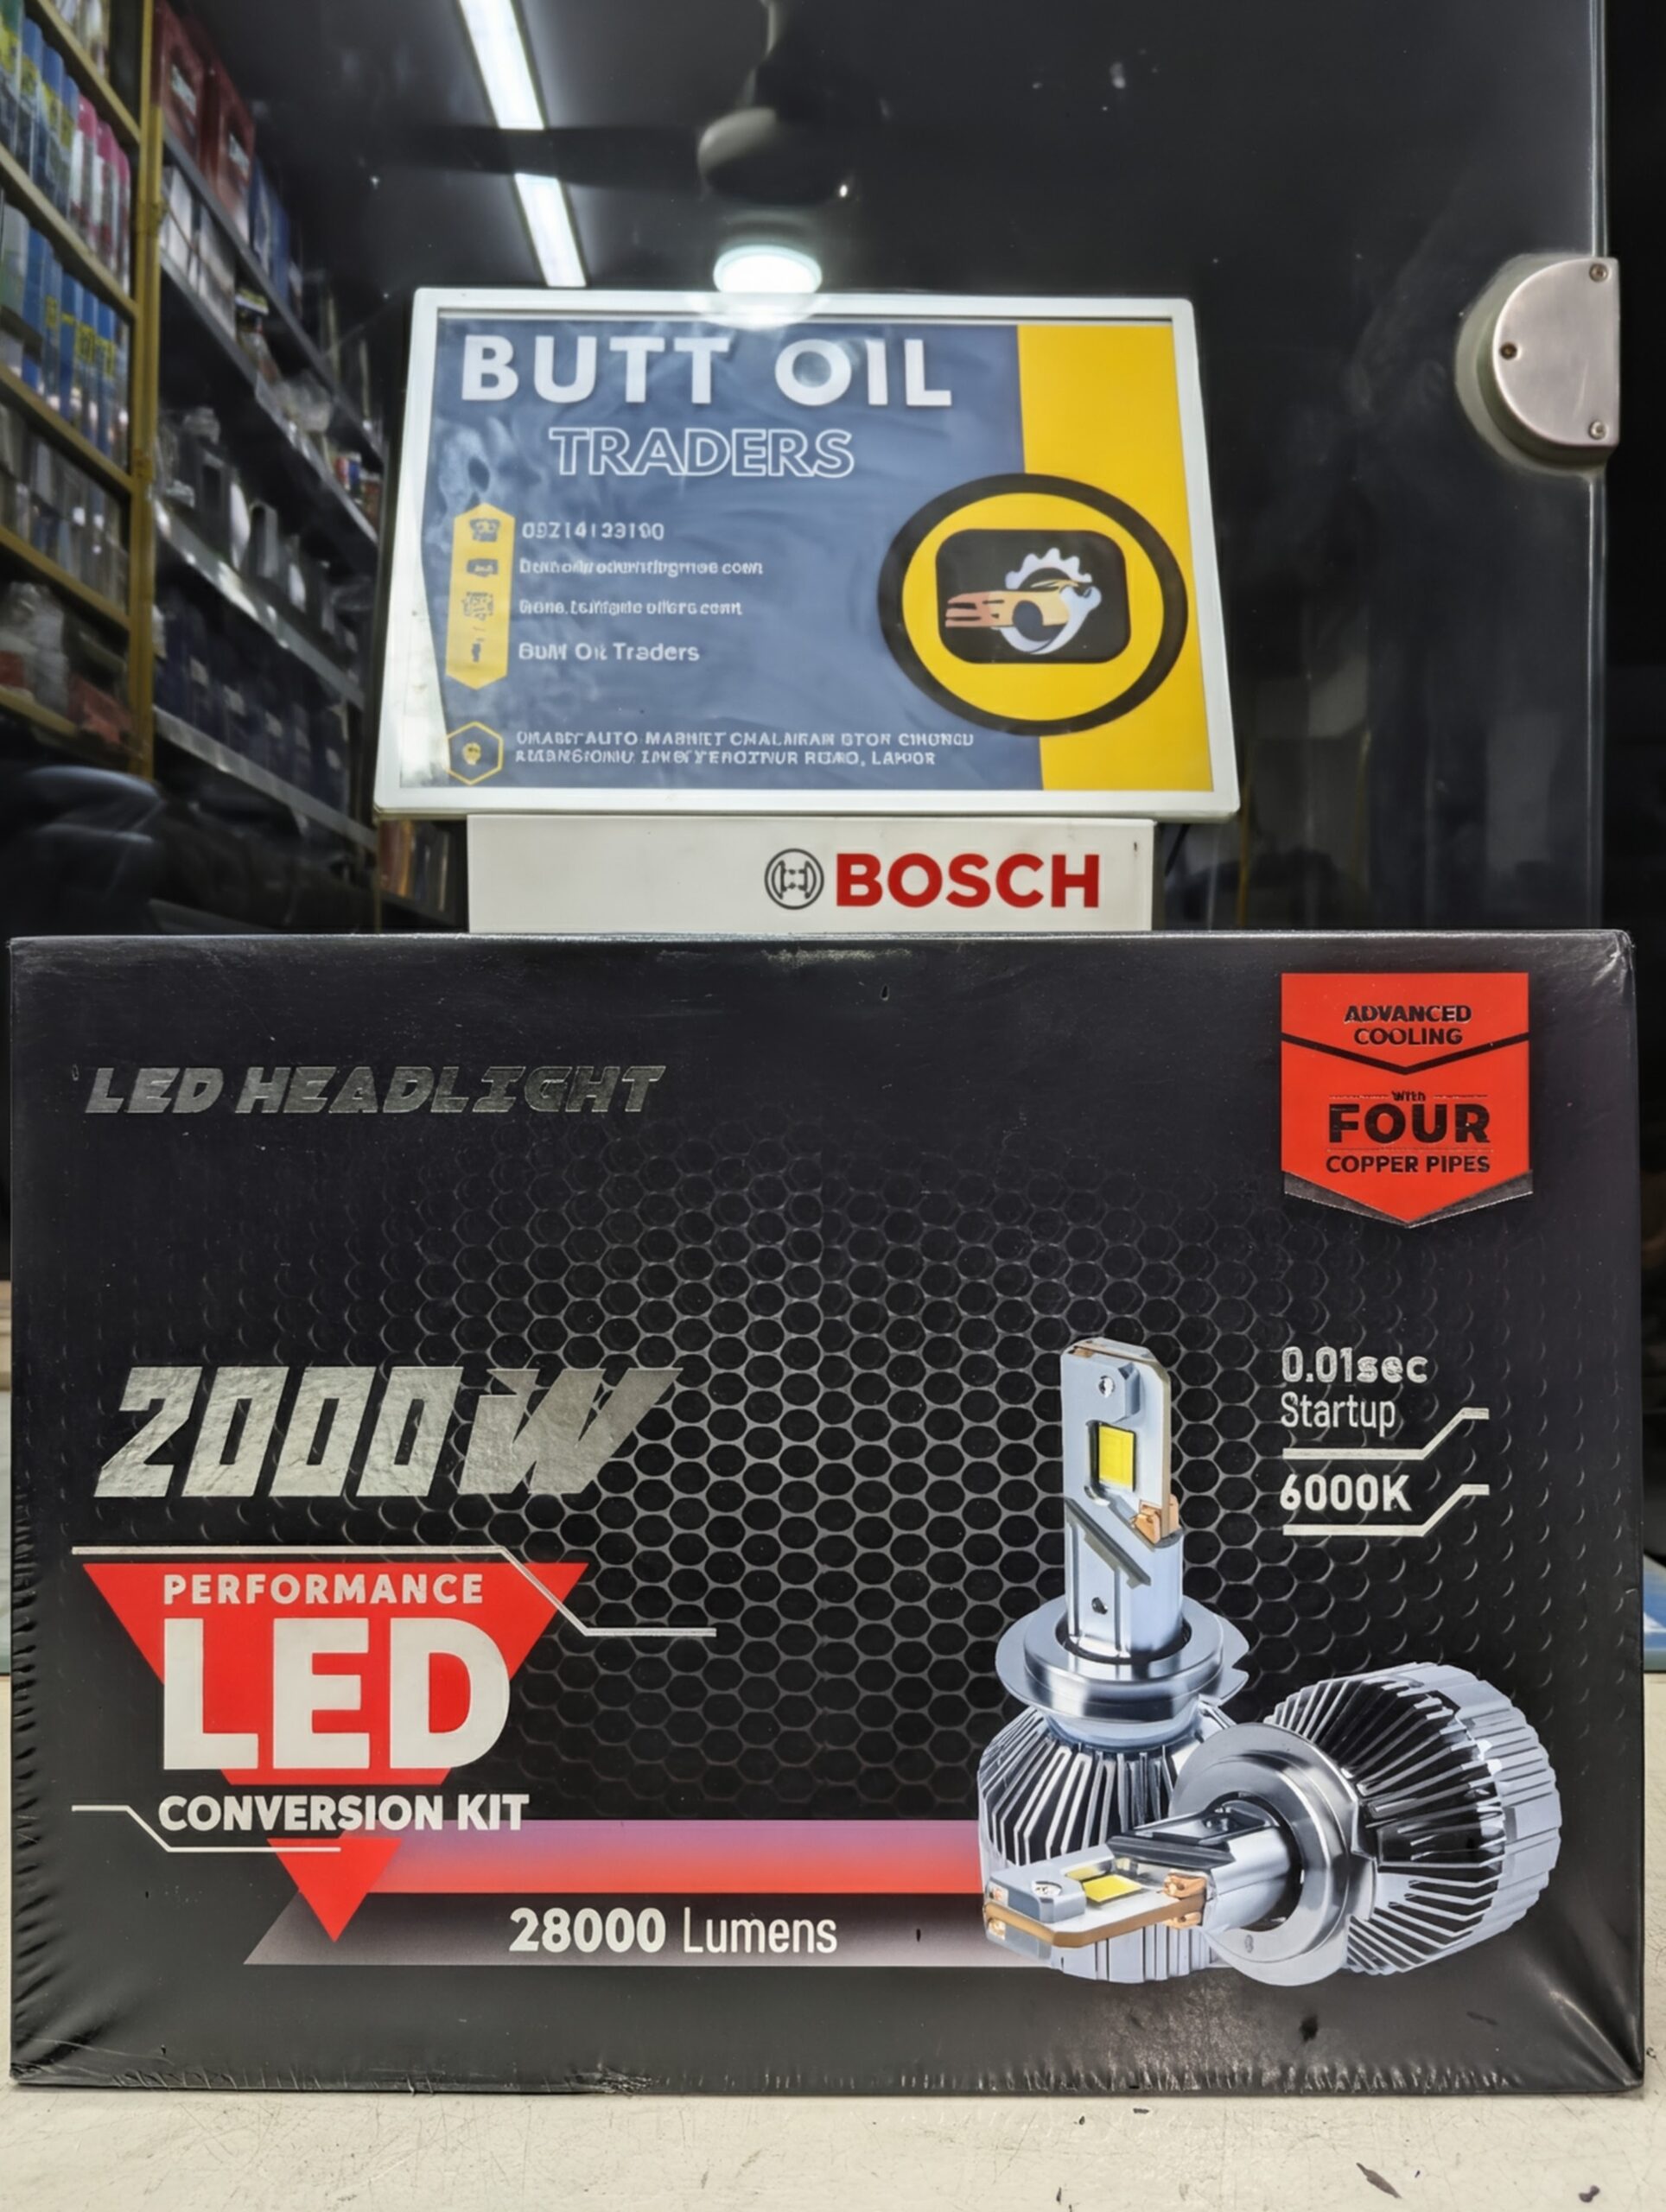 BUTT OIL
TRADERS
Traders
BOSCH
LED HEADLIGHT
ADVANCED
COOLING
With
FOUR
COPPER PIPES
2000W
0.01sec
Startup
6000K
PERFORMANCE
LED
CONVERSION KIT
28000 Lumens